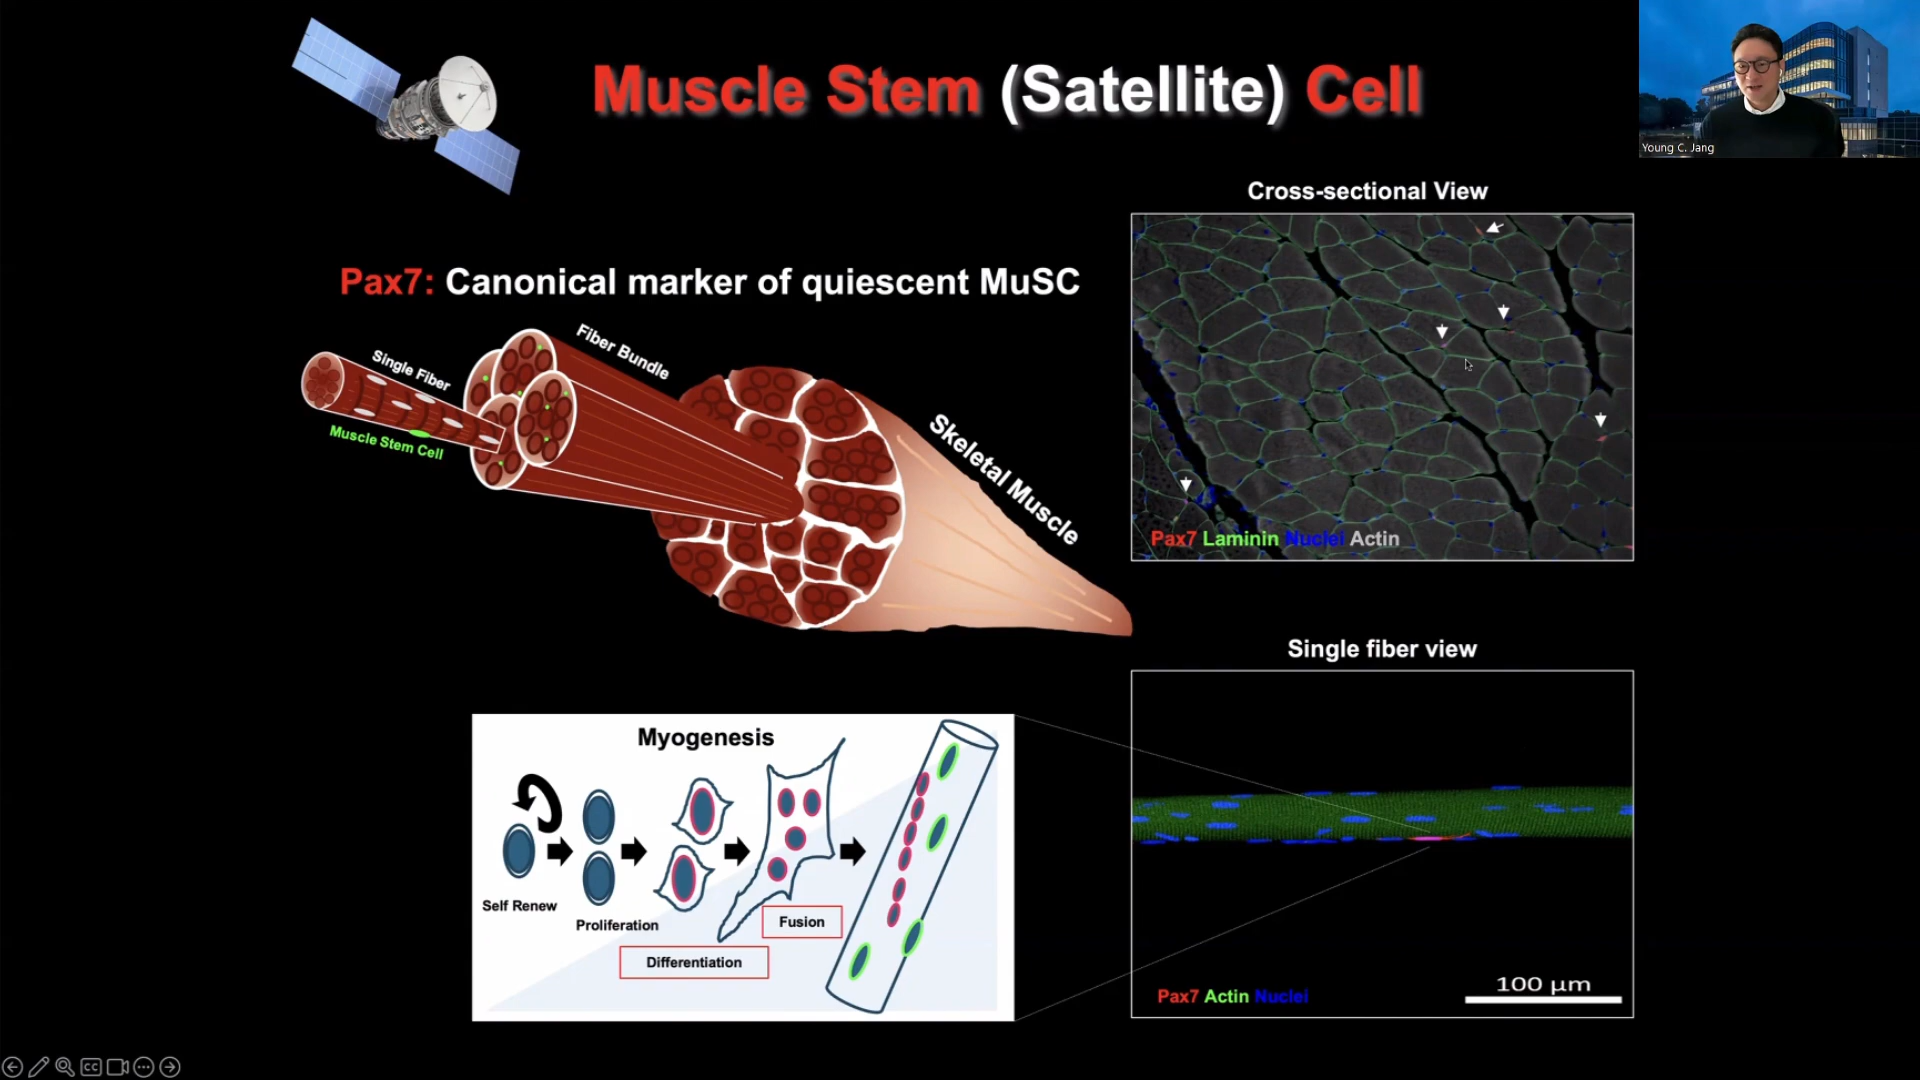 Muscle Stem (Satellite) Cell
Young C. Jang
Cross-sectional View
Pax7: Canonical marker of quiescent MuSC
Fiber Bundle
Single Fiber
Muscle Stem Cell
Skeletal Muscle
Pax7 Laminin Nuclei Actin
Single fiber view
Myogenesis
Self Renew
Proliferation
Fusion
Differentiation
100 µm
Pax7 Actin Nuclei
CC